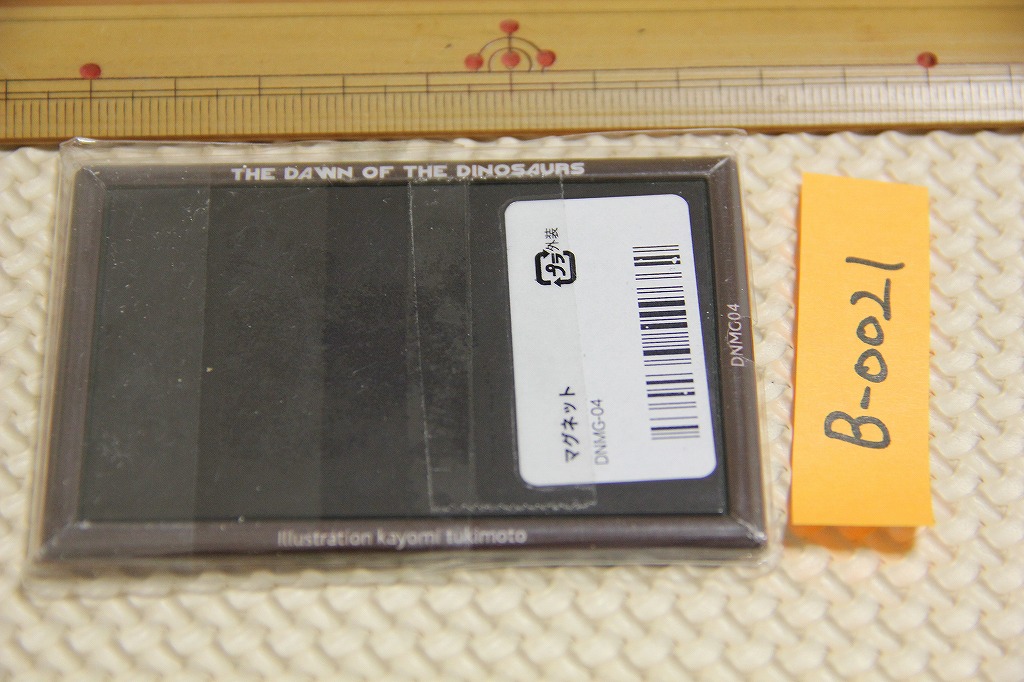 THE DAWN OF THE DINOSAURS
プラ
外装
マグネット
DNMG-04
DNMG04
Illustration kayomi tukimoto
B-0021